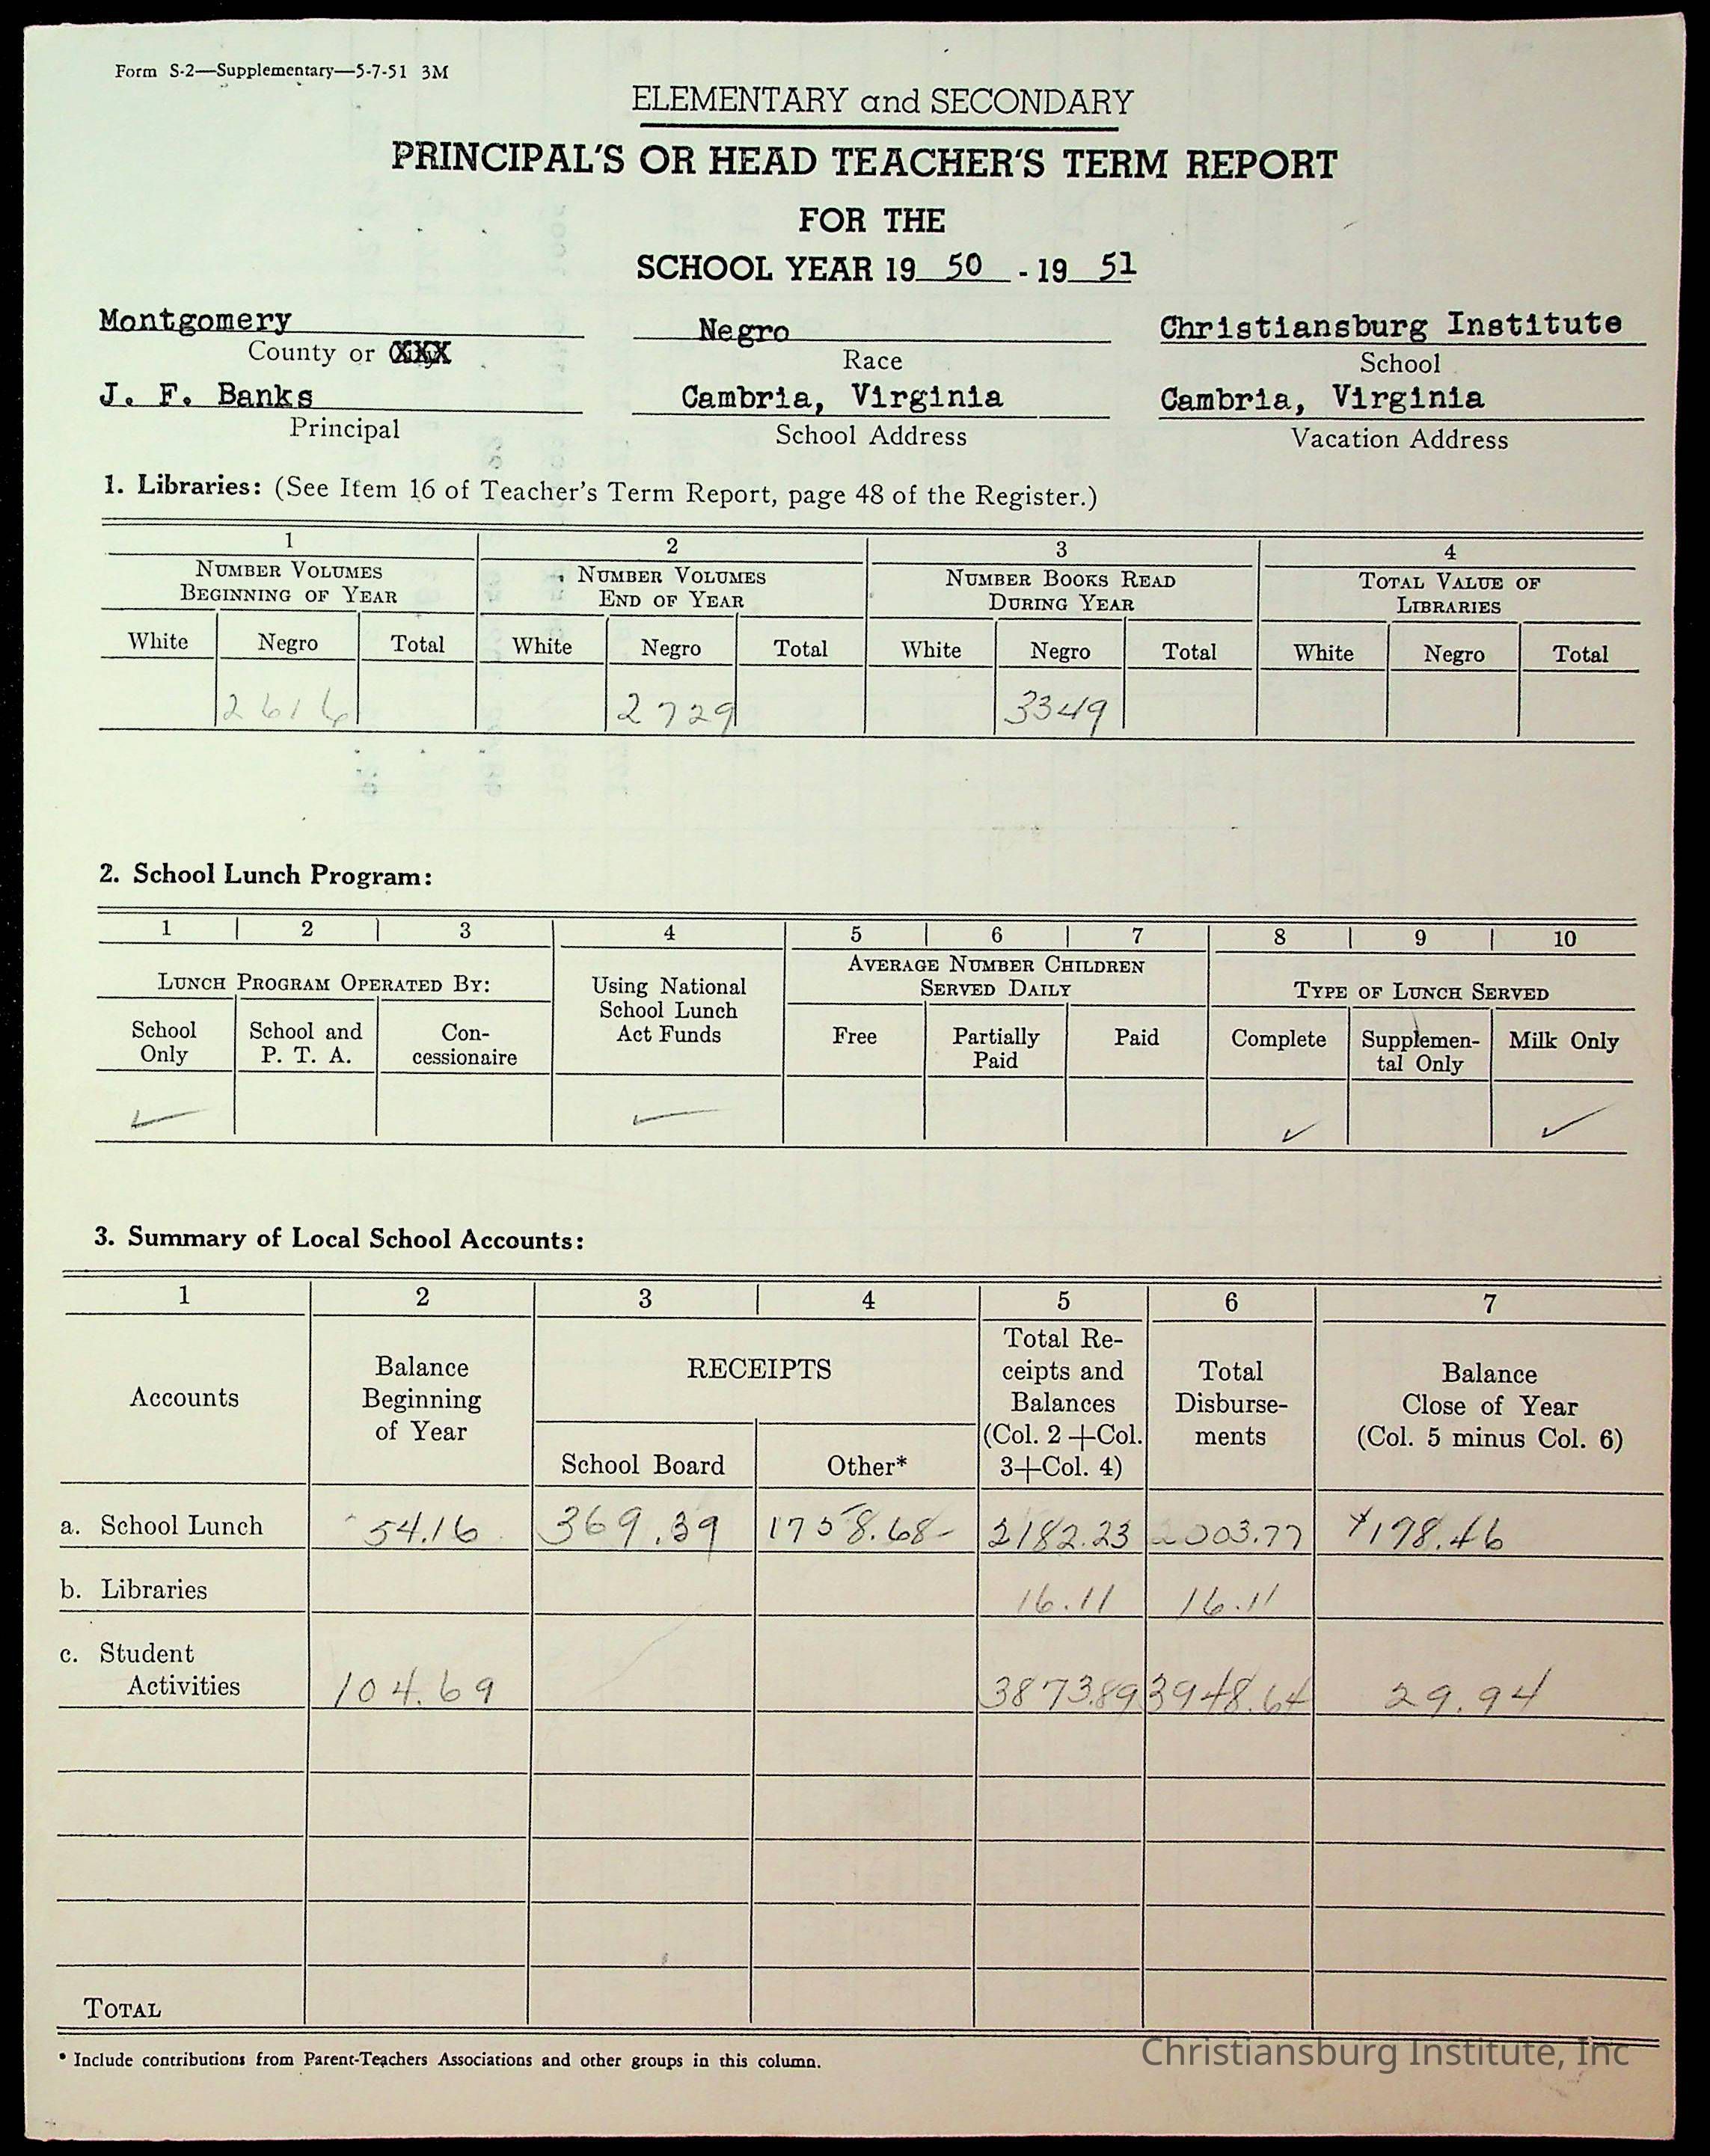 Form S-2—Supplementary—5-7-51 3M
ELEMENTARY and SECONDARY
PRINCIPAL'S OR HEAD TEACHER'S TERM REPORT
FOR THE
SCHOOL YEAR 19 50 - 19 51
Montgomery Negro Christiansburg Institute
County or XXX Race School
J. F. Banks Cambria, Virginia Cambria, Virginia
Principal School Address Vacation Address
1. Libraries: (See Item 16 of Teacher's Term Report, page 48 of the Register.)
1 2 3 4
NUMBER VOLUMES NUMBER VOLUMES NUMBER BOOKS READ TOTAL VALUE OF
BEGINNING OF YEAR END OF YEAR DURING YEAR LIBRARIES
White Negro Total White Negro Total White Negro Total White Negro Total
2616 2729 3349
2. School Lunch Program:
1 2 3 4 5 6 7 8 9 10
LUNCH PROGRAM OPERATED BY: Using National AVERAGE NUMBER CHILDREN TYPE OF LUNCH SERVED
School Lunch SERVED DAILY
School School and Con- Act Funds Free Partially Paid Complete Supplemen- Milk Only
Only P. T. A. cessionaire Paid tal Only
✓ ✓ ✓ ✓
3. Summary of Local School Accounts:
1 2 3 4 5 6 7
Total Re-
Balance RECEIPTS ceipts and Total Balance
Accounts Beginning Balances Disburse- Close of Year
of Year (Col. 2 +Col. ments (Col. 5 minus Col. 6)
School Board Other* 3+Col. 4)
a. School Lunch 54.16 369.39 1758.68 2182.23 2003.77 178.46
b. Libraries 16.11 16.11
c. Student
Activities 104.69 3873.89 3948.64 29.94
TOTAL
* Include contributions from Parent-Teachers Associations and other groups in this column.
Christiansburg Institute, Inc